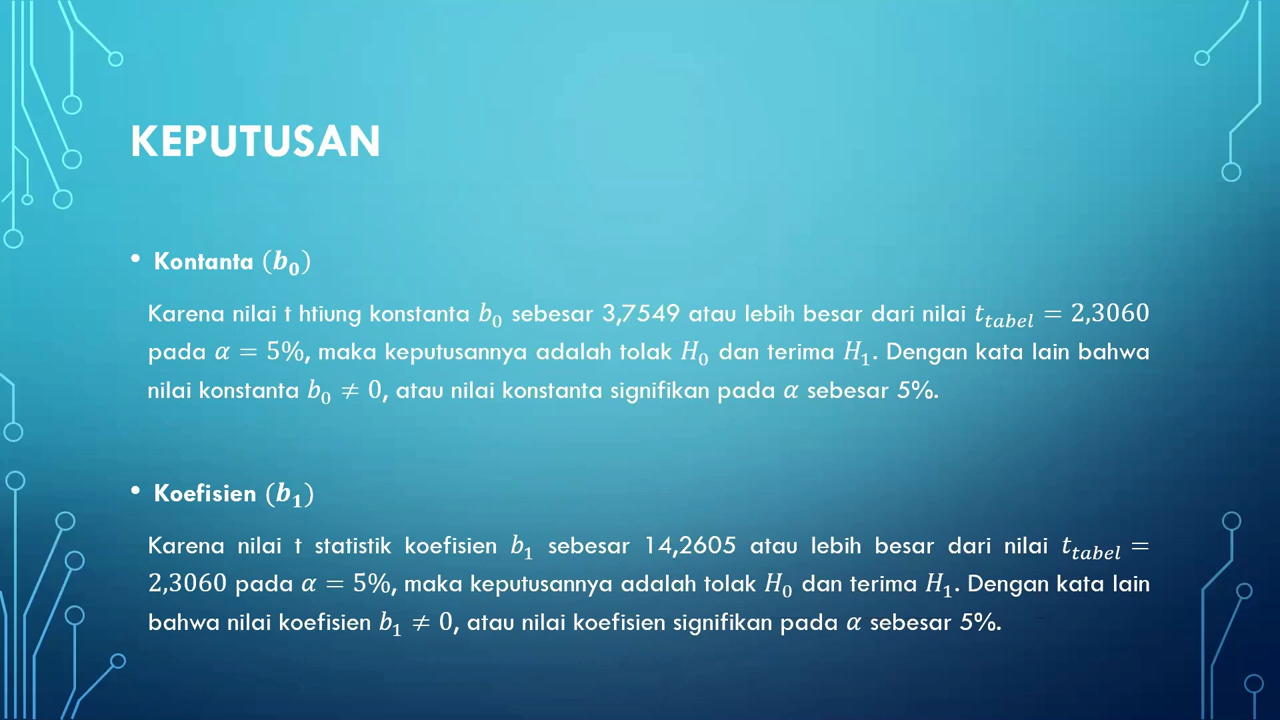 KEPUTUSAN
• Kontanta (b₀)
Karena nilai t htiung konstanta b₀ sebesar 3,7549 atau lebih besar dari nilai t_tabel = 2,3060
pada α = 5%, maka keputusannya adalah tolak H₀ dan terima H₁. Dengan kata lain bahwa
nilai konstanta b₀ ≠ 0, atau nilai konstanta signifikan pada α sebesar 5%.
• Koefisien (b₁)
Karena nilai t statistik koefisien b₁ sebesar 14,2605 atau lebih besar dari nilai t_tabel =
2,3060 pada α = 5%, maka keputusannya adalah tolak H₀ dan terima H₁. Dengan kata lain
bahwa nilai koefisien b₁ ≠ 0, atau nilai koefisien signifikan pada α sebesar 5%.